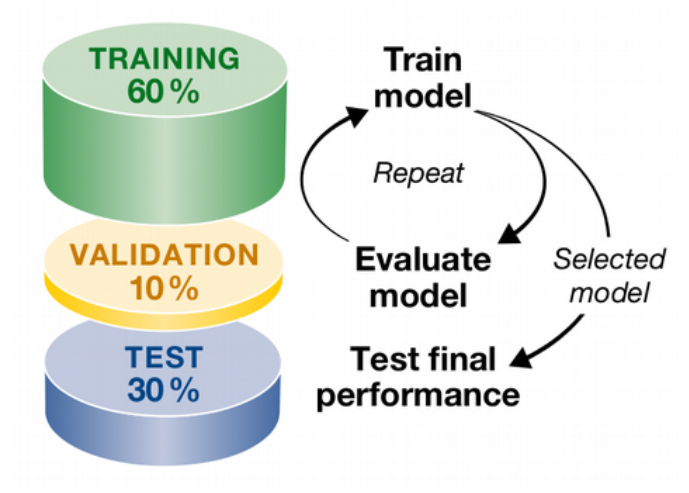 TRAINING
60 %
Train
model
Repeat
VALIDATION
10 %
Evaluate
model
Selected
model
TEST
30 %
Test final
performance